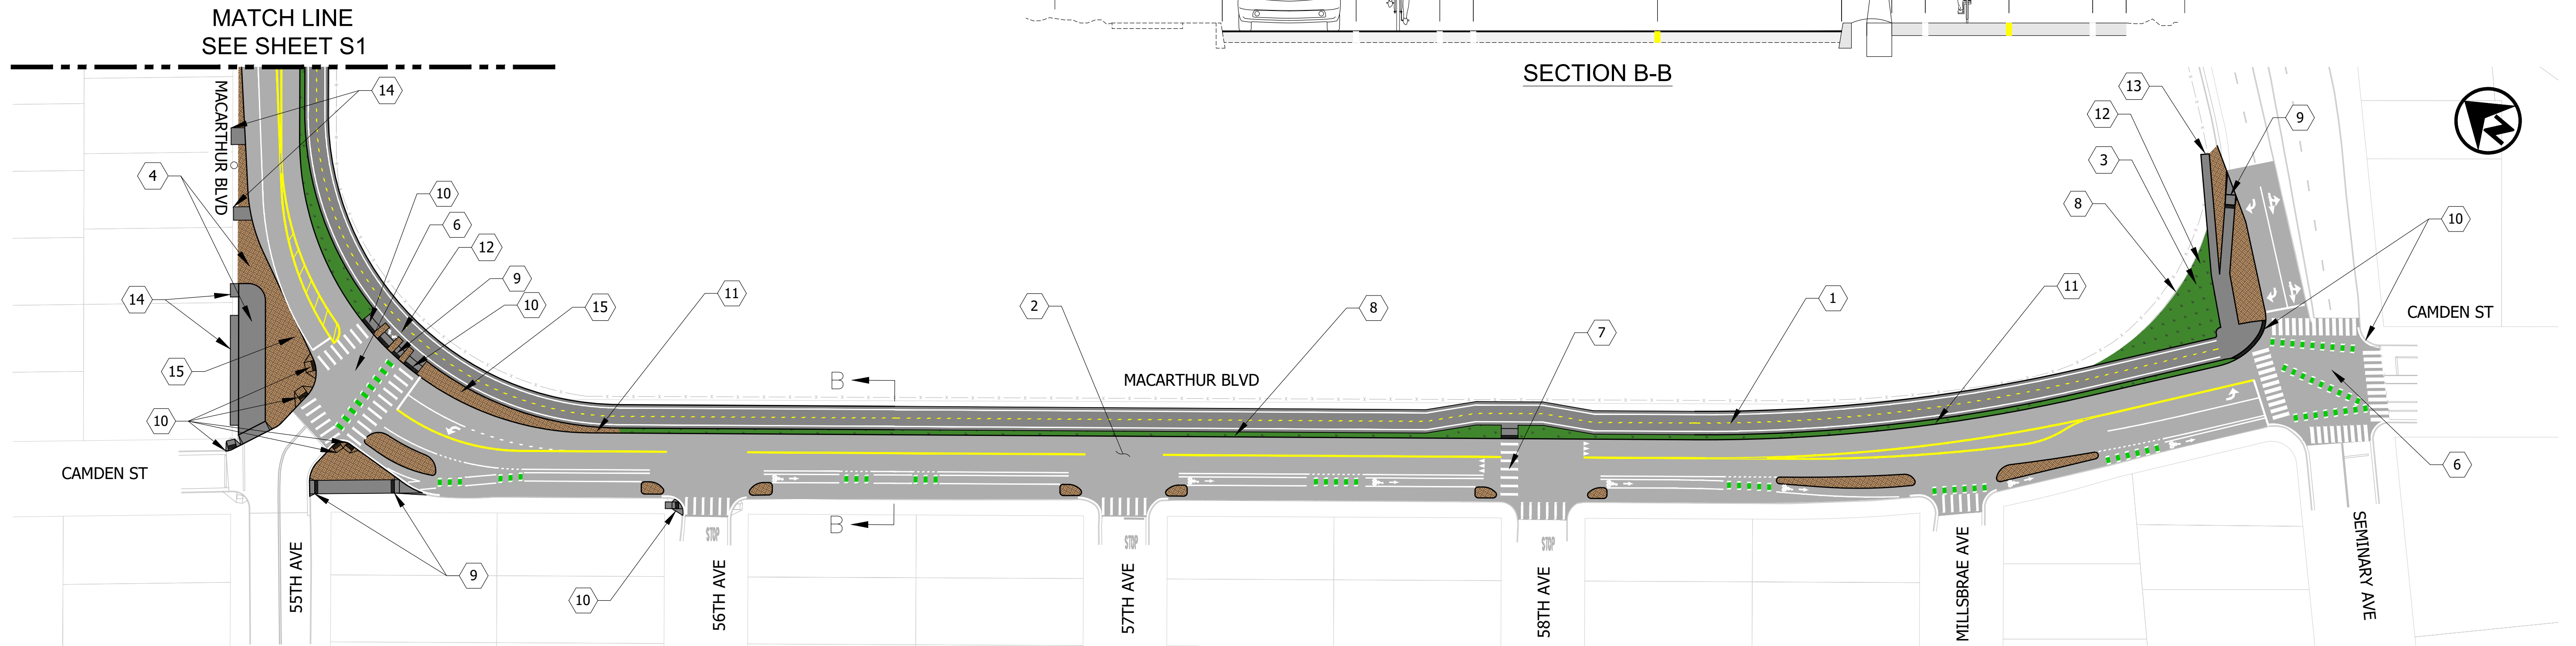 MATCH LINE
SEE SHEET S1
SECTION B-B
MACARTHUR BLVD
14
4
10
6
12
9
10
15
11
2
8
7
1
11
13
12
3
8
9
10
CAMDEN ST
14
15
10
B
B
MACARTHUR BLVD
CAMDEN ST
6
9
10
STOP
STOP
STOP
55TH AVE
56TH AVE
57TH AVE
58TH AVE
MILLSBRAE AVE
SEMINARY AVE
N